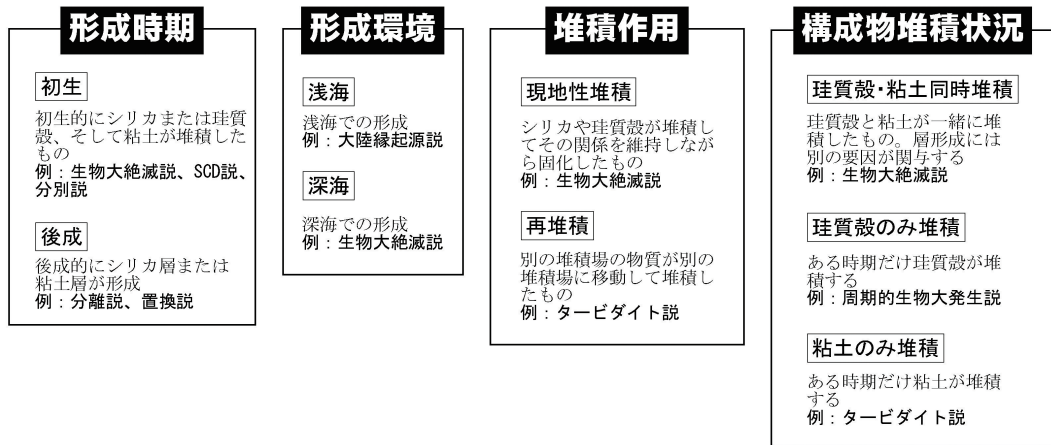 形成時期
初生
初生的にシリカまたは珪質
殻、そして粘土が堆積した
もの
例：生物大絶滅説、SCD説、
分別説
後成
後成的にシリカ層または
粘土層が形成
例：分離説、置換説
形成環境
浅海
浅海での形成
例：大陸縁起源説
深海
深海での形成
例：生物大絶滅説
堆積作用
現地性堆積
シリカや珪質殻が堆積し
てその関係を維持しなが
ら固化したもの
例：生物大絶滅説
再堆積
別の堆積場の物質が別の
堆積場に移動して堆積し
たもの
例：タービダイト説
構成物堆積状況
珪質殻・粘土同時堆積
珪質殻と粘土が一緒に堆
積したもの。層形成には
別の要因が関与する
例：生物大絶滅説
珪質殻のみ堆積
ある時期だけ珪質殻が堆
積する
例：周期的生物大発生説
粘土のみ堆積
ある時期だけ粘土が堆積
する
例：タービダイト説